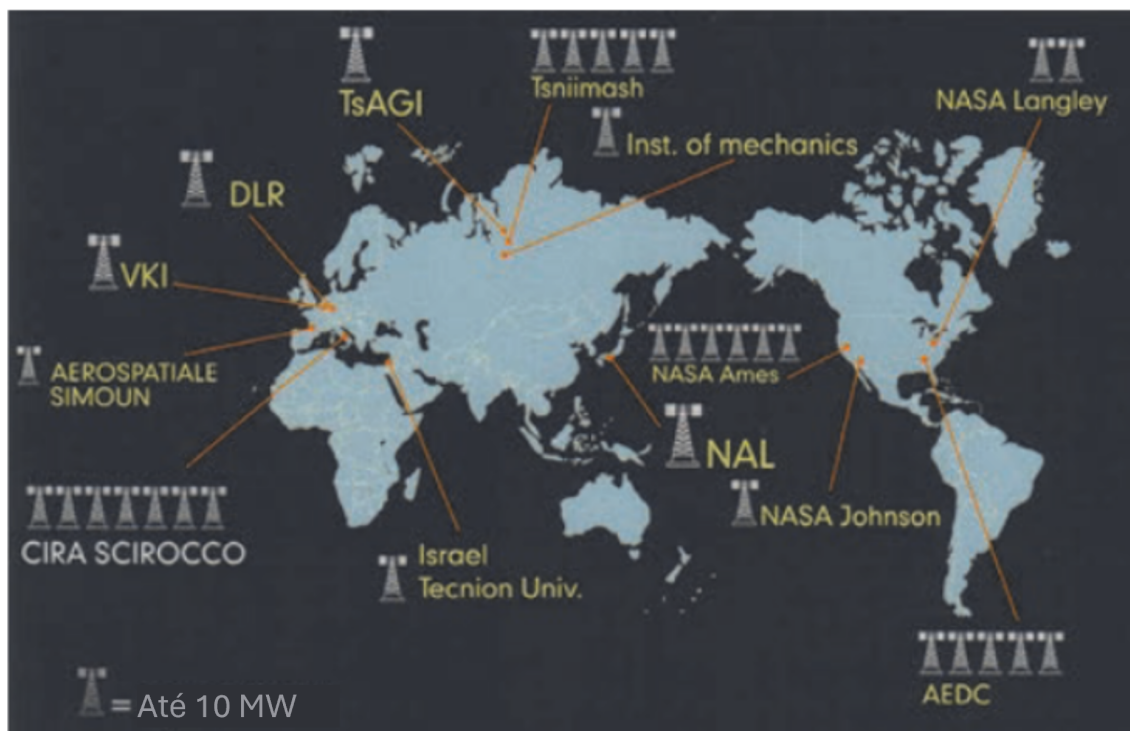 TsAGI
Tsniimash
NASA Langley
Inst. of mechanics
DLR
VKI
AEROSPATIALE
SIMOUN
NASA Ames
NAL
NASA Johnson
CIRA SCIROCCO
Israel
Tecnion Univ.
AEDC
= Até 10 MW